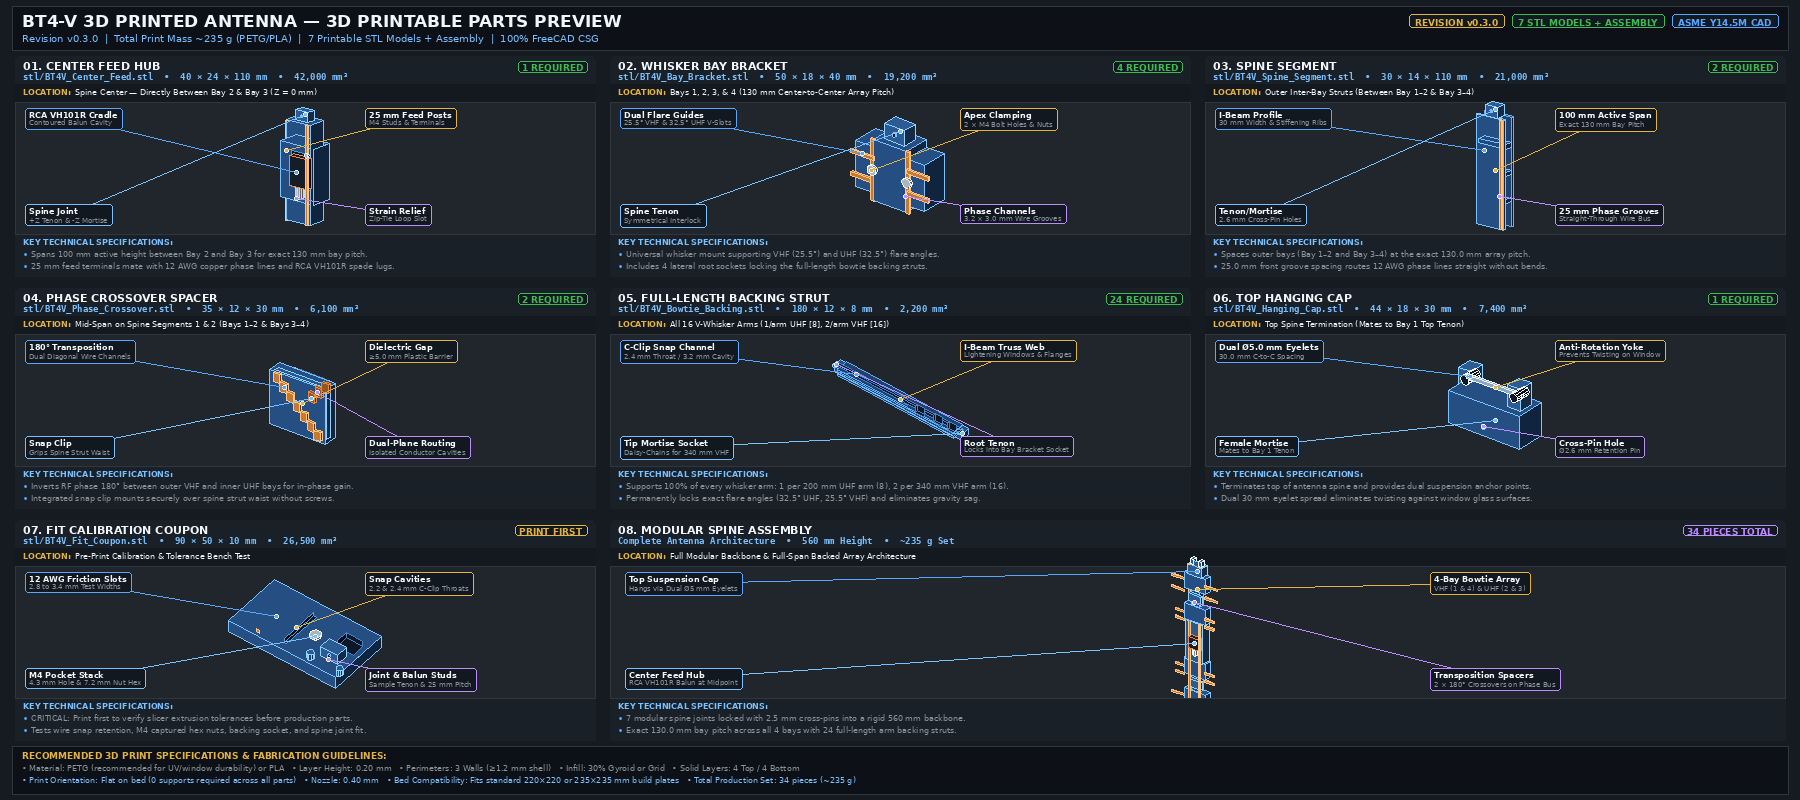 BT4-V 3D PRINTED ANTENNA — 3D PRINTABLE PARTS PREVIEW
Revision v0.3.0 | Total Print Mass ~235 g (PETG/PLA) | 7 Printable STL Models + Assembly | 100% FreeCAD CSG
REVISION v0.3.0
7 STL MODELS + ASSEMBLY
ASME Y14.5M CAD
01. CENTER FEED HUB
1 REQUIRED
stl/BT4V_Center_Feed.stl • 40 × 24 × 110 mm • 42,000 mm³
LOCATION: Spine Center — Directly Between Bay 2 & Bay 3 (Z = 0 mm)
RCA VH101R Cradle
Contoured Balun Cavity
25 mm Feed Posts
M4 Studs & Terminals
Spine Joint
+Z Tenon & -Z Mortise
Strain Relief
Zip-Tie Loop Slot
KEY TECHNICAL SPECIFICATIONS:
• Spans 100 mm active height between Bay 2 and Bay 3 for exact 130 mm bay pitch.
• 25 mm feed terminals mate with 12 AWG copper phase lines and RCA VH101R spade lugs.
02. WHISKER BAY BRACKET
4 REQUIRED
stl/BT4V_Bay_Bracket.stl • 50 × 18 × 40 mm • 19,200 mm³
LOCATION: Bays 1, 2, 3, & 4 (130 mm Center-to-Center Array Pitch)
Dual Flare Guides
25.5° VHF & 32.5° UHF V-Slots
Apex Clamping
2 × M4 Bolt Holes & Nuts
Spine Tenon
Symmetrical Interlock
Phase Channels
3.2 × 3.0 mm Wire Grooves
KEY TECHNICAL SPECIFICATIONS:
• Universal whisker mount supporting VHF (25.5°) and UHF (32.5°) flare angles.
• Includes 4 lateral root sockets locking the full-length bowtie backing struts.
03. SPINE SEGMENT
2 REQUIRED
stl/BT4V_Spine_Segment.stl • 30 × 14 × 110 mm • 21,000 mm³
LOCATION: Outer Inter-Bay Struts (Between Bay 1–2 & Bay 3–4)
I-Beam Profile
30 mm Width & Stiffening Ribs
100 mm Active Span
Exact 130 mm Bay Pitch
Tenon/Mortise
2.6 mm Cross-Pin Holes
25 mm Phase Grooves
Straight-Through Wire Bus
KEY TECHNICAL SPECIFICATIONS:
• Spaces outer bays (Bay 1–2 and Bay 3–4) at the exact 130.0 mm array pitch.
• 25.0 mm front groove spacing routes 12 AWG phase lines straight without bends.
04. PHASE CROSSOVER SPACER
2 REQUIRED
stl/BT4V_Phase_Crossover.stl • 35 × 12 × 30 mm • 6,100 mm³
LOCATION: Mid-Span on Spine Segments 1 & 2 (Bays 1–2 & Bays 3–4)
180° Transposition
Dual Diagonal Wire Channels
Dielectric Gap
≥5.0 mm Plastic Barrier
Snap Clip
Grips Spine Strut Waist
Dual-Plane Routing
Isolated Conductor Cavities
KEY TECHNICAL SPECIFICATIONS:
• Inverts RF phase 180° between outer VHF and inner UHF bays for in-phase gain.
• Integrated snap clip mounts securely over spine strut waist without screws.
05. FULL-LENGTH BACKING STRUT
24 REQUIRED
stl/BT4V_Bowtie_Backing.stl • 180 × 12 × 8 mm • 2,200 mm³
LOCATION: All 16 V-Whisker Arms (1/arm UHF [8], 2/arm VHF [16])
C-Clip Snap Channel
2.4 mm Throat / 3.2 mm Cavity
I-Beam Truss Web
Lightening Windows & Flanges
Tip Mortise Socket
Daisy-Chains for 340 mm VHF
Root Tenon
Locks into Bay Bracket Socket
KEY TECHNICAL SPECIFICATIONS:
• Supports 100% of every whisker arm: 1 per 200 mm UHF arm (8), 2 per 340 mm VHF arm (16).
• Permanently locks exact flare angles (32.5° UHF, 25.5° VHF) and eliminates gravity sag.
06. TOP HANGING CAP
1 REQUIRED
stl/BT4V_Top_Hanging_Cap.stl • 44 × 18 × 30 mm • 7,400 mm³
LOCATION: Top Spine Termination (Mates to Bay 1 Top Tenon)
Dual Ø5.0 mm Eyelets
30.0 mm C-to-C Spacing
Anti-Rotation Yoke
Prevents Twisting on Window
Female Mortise
Mates to Bay 1 Tenon
Cross-Pin Hole
Ø2.6 mm Retention Pin
KEY TECHNICAL SPECIFICATIONS:
• Terminates top of antenna spine and provides dual suspension anchor points.
• Dual 30 mm eyelet spread eliminates twisting against window glass surfaces.
07. FIT CALIBRATION COUPON
PRINT FIRST
stl/BT4V_Fit_Coupon.stl • 90 × 50 × 10 mm • 26,500 mm³
LOCATION: Pre-Print Calibration & Tolerance Bench Test
12 AWG Friction Slots
2.8 to 3.4 mm Test Widths
Snap Cavities
2.2 & 2.4 mm C-Clip Throats
M4 Pocket Stack
4.3 mm Hole & 7.2 mm Nut Hex
Joint & Balun Studs
Sample Tenon & 25 mm Pitch
KEY TECHNICAL SPECIFICATIONS:
• CRITICAL: Print first to verify slicer extrusion tolerances before production parts.
• Tests wire snap retention, M4 captured hex nuts, backing socket, and spine joint fit.
08. MODULAR SPINE ASSEMBLY
34 PIECES TOTAL
Complete Antenna Architecture • 560 mm Height • ~235 g Set
LOCATION: Full Modular Backbone & Full-Span Backed Array Architecture
Top Suspension Cap
Hangs via Dual Ø5 mm Eyelets
4-Bay Bowtie Array
VHF (1 & 4) & UHF (2 & 3)
Center Feed Hub
RCA VH101R Balun at Midpoint
Transposition Spacers
2 × 180° Crossovers on Phase Bus
KEY TECHNICAL SPECIFICATIONS:
• 7 modular spine joints locked with 2.5 mm cross-pins into a rigid 560 mm backbone.
• Exact 130.0 mm bay pitch across all 4 bays with 24 full-length arm backing struts.
RECOMMENDED 3D PRINT SPECIFICATIONS & FABRICATION GUIDELINES:
• Material: PETG (recommended for UV/window durability) or PLA • Layer Height: 0.20 mm • Perimeters: 3 Walls (≥1.2 mm shell) • Infill: 30% Gyroid or Grid • Solid Layers: 4 Top / 4 Bottom
• Print Orientation: Flat on bed (0 supports required across all parts) • Nozzle: 0.40 mm • Bed Compatibility: Fits standard 220×220 or 235×235 mm build plates • Total Production Set: 34 pieces (~235 g)